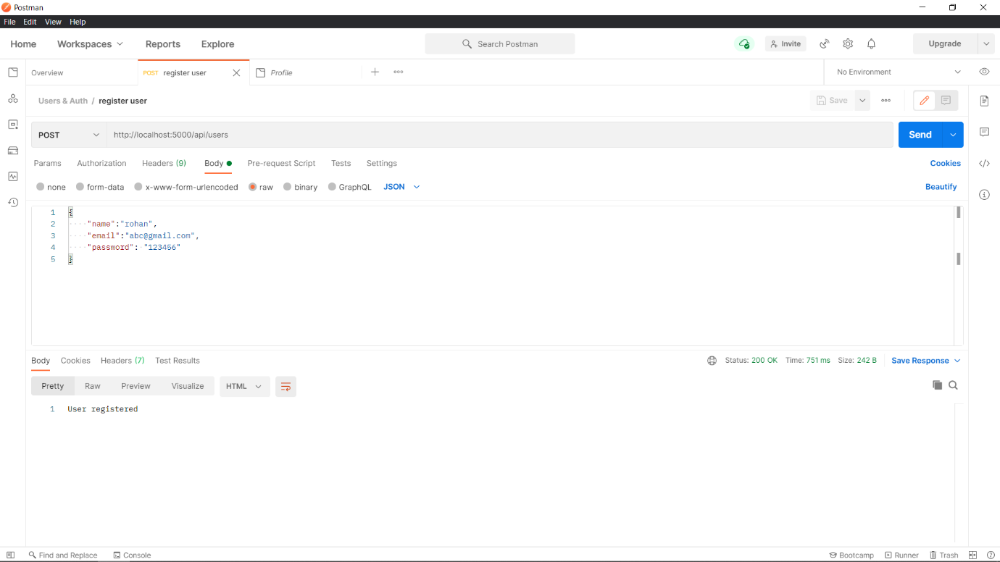 Postman
File Edit View Help
Home Workspaces Reports Explore Search Postman Invite Upgrade
Overview POST register user Profile No Environment
Users & Auth / register user Save
POST http://localhost:5000/api/users Send
Params Authorization Headers (9) Body Pre-request Script Tests Settings Cookies
none form-data x-www-form-urlencoded raw binary GraphQL JSON Beautify
1 {
2 "name":"rohan",
3 "email":"abc@gmail.com",
4 "password": "123456"
5 }
Body Cookies Headers (7) Test Results Status: 200 OK Time: 751 ms Size: 242 B Save Response
Pretty Raw Preview Visualize HTML
1 User registered
Find and Replace Console Bootcamp Runner Trash